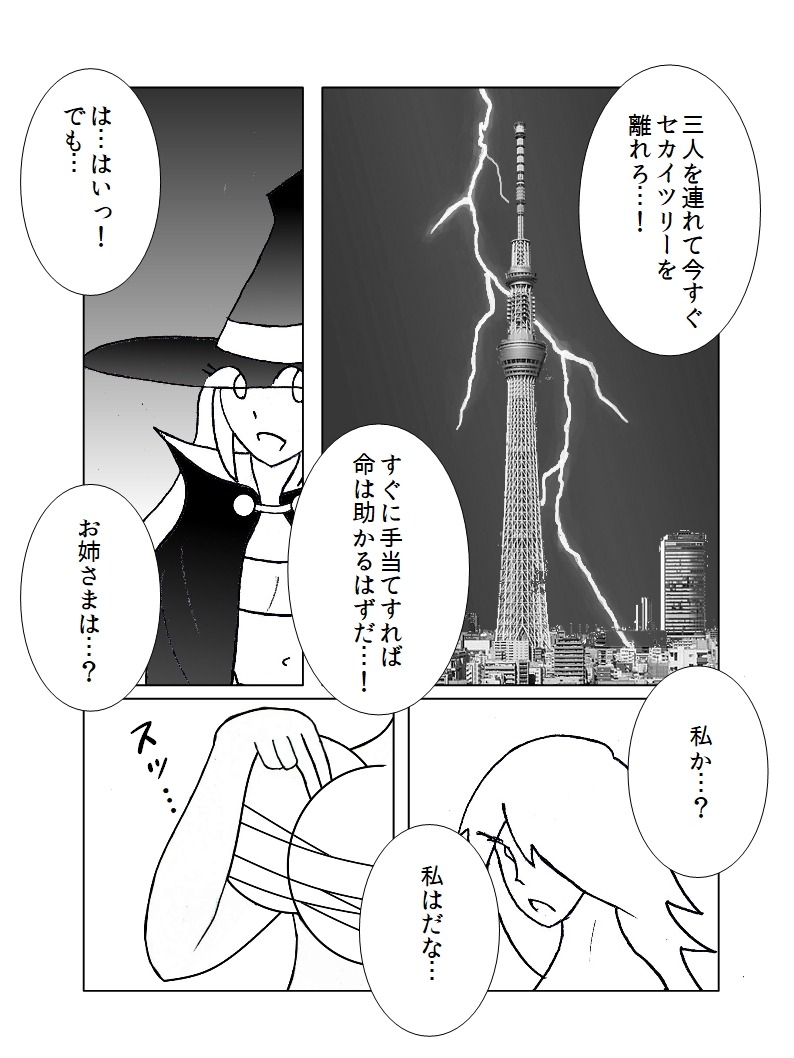 三人を連れて今すぐ
セカイツリーを
離れろ…！
すぐに手当てすれば
命は助かるはずだ…！
は…はいっ！
でも…
お姉さまは…？
私か…？
私はだな…
スッ…